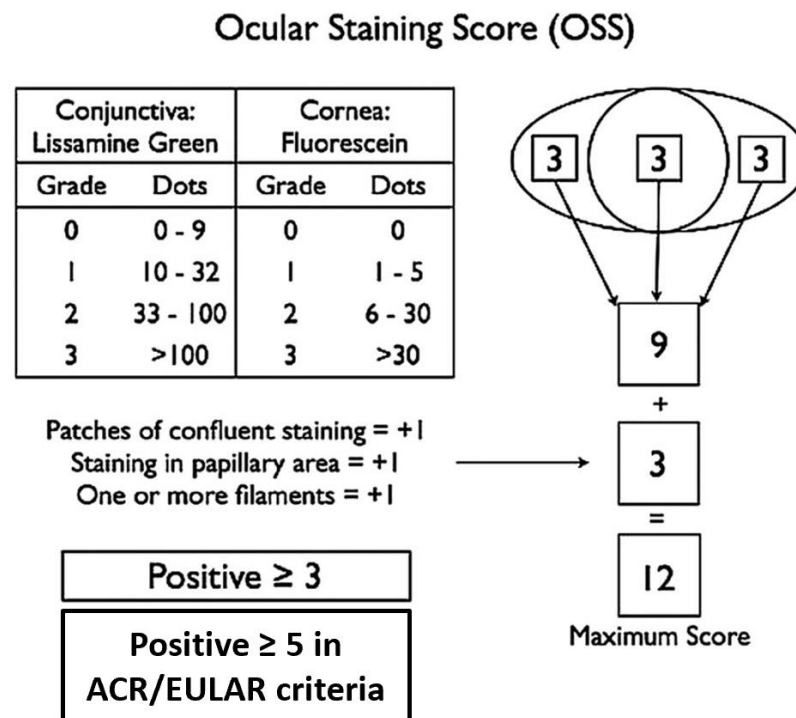 Ocular Staining Score (OSS)
Conjunctiva: Lissamine Green
Cornea: Fluorescein
Grade Dots Grade Dots
0 0 - 9 0 0
1 10 - 32 1 1 - 5
2 33 - 100 2 6 - 30
3 >100 3 >30
3 3 3
9
+
Patches of confluent staining = +1
Staining in papillary area = +1
One or more filaments = +1
3
=
12
Maximum Score
Positive ≥ 3
Positive ≥ 5 in
ACR/EULAR criteria